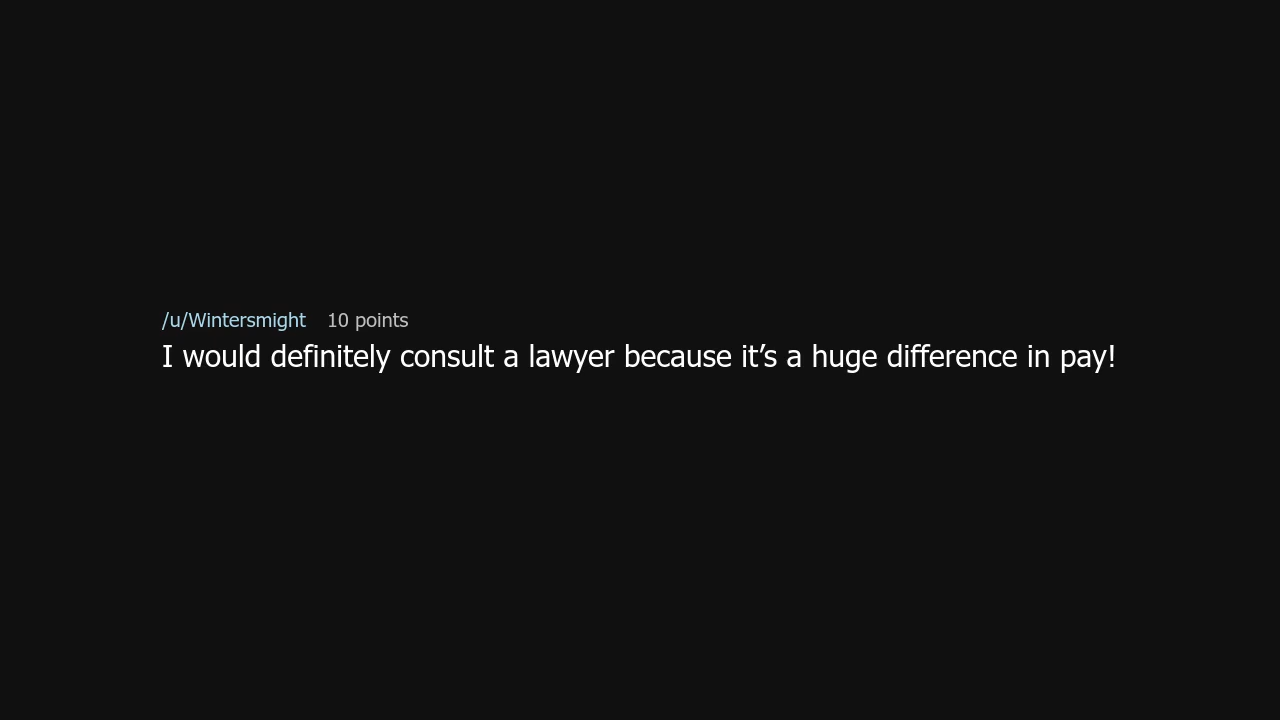 /u/Wintersmight 10 points
I would definitely consult a lawyer because it’s a huge difference in pay!